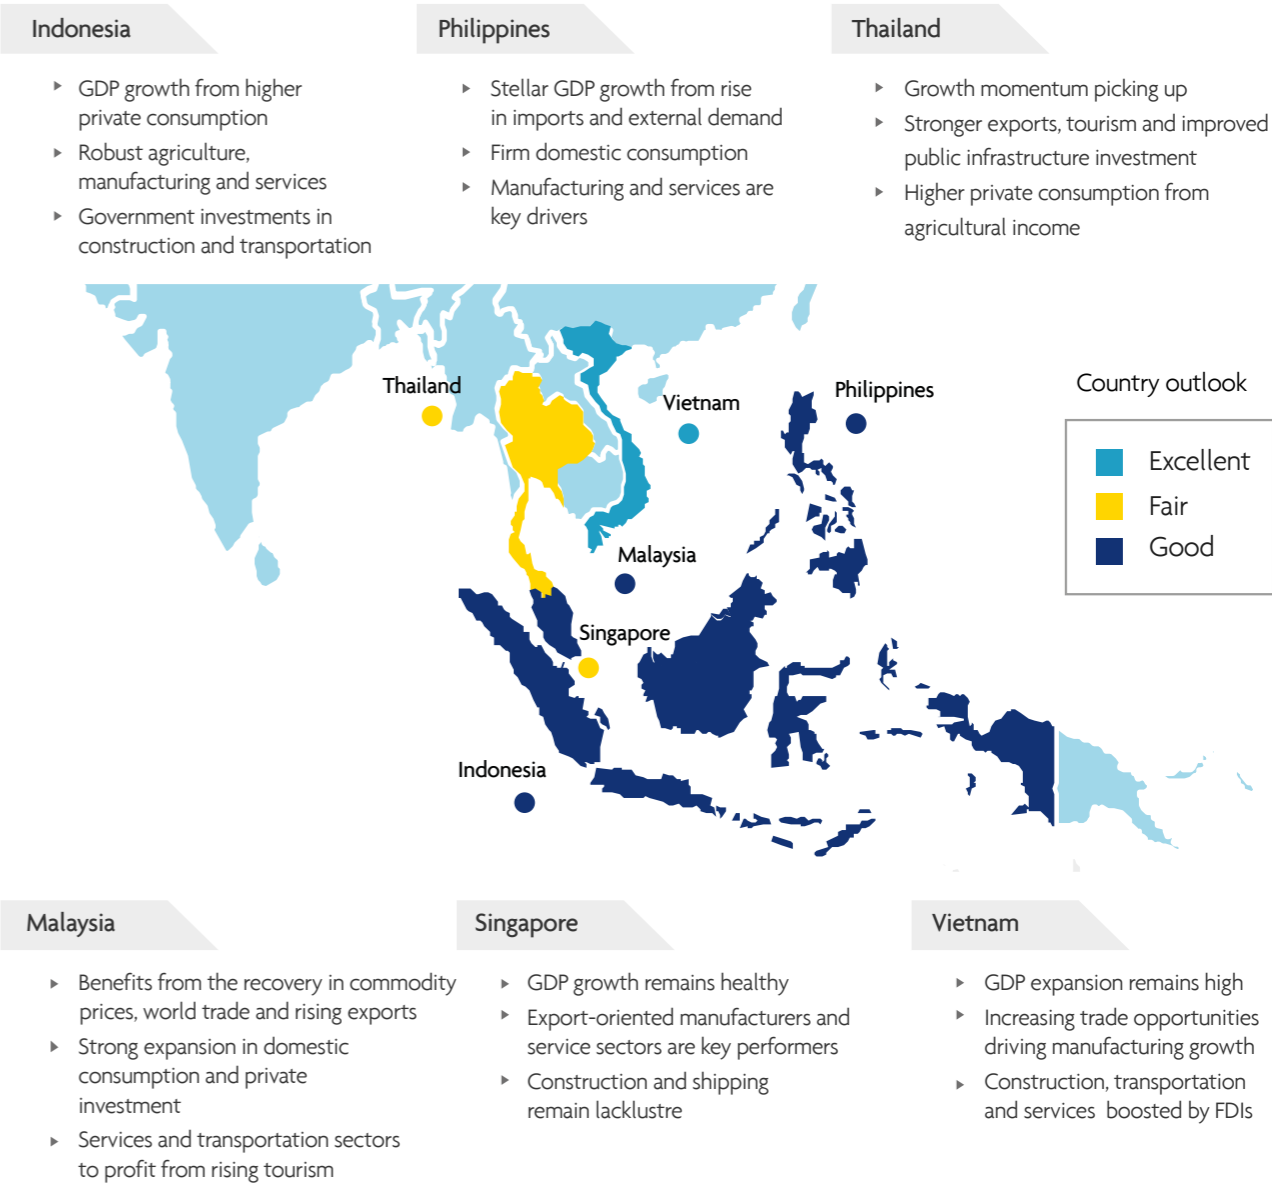 Indonesia
GDP growth from higher
private consumption
Robust agriculture,
manufacturing and services
Government investments in
construction and transportation
Philippines
Stellar GDP growth from rise
in imports and external demand
Firm domestic consumption
Manufacturing and services are
key drivers
Thailand
Growth momentum picking up
Stronger exports, tourism and improved
public infrastructure investment
Higher private consumption from
agricultural income
Thailand
Vietnam
Philippines
Malaysia
Singapore
Indonesia
Country outlook
Excellent
Fair
Good
Malaysia
Benefits from the recovery in commodity
prices, world trade and rising exports
Strong expansion in domestic
consumption and private
investment
Services and transportation sectors
to profit from rising tourism
Singapore
GDP growth remains healthy
Export-oriented manufacturers and
service sectors are key performers
Construction and shipping
remain lacklustre
Vietnam
GDP expansion remains high
Increasing trade opportunities
driving manufacturing growth
Construction, transportation
and services boosted by FDIs